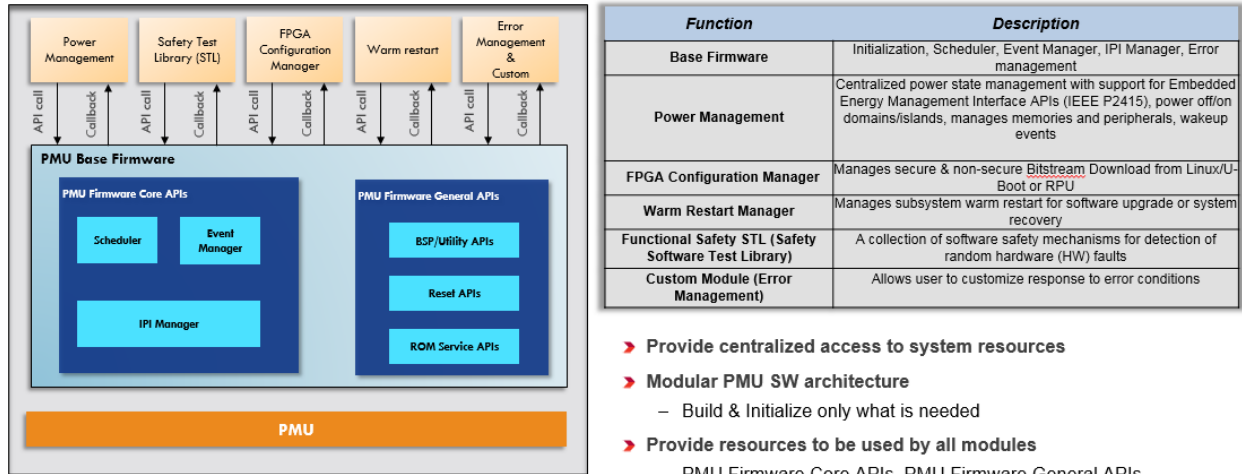 Power
Management
Safety Test
Library (STL)
FPGA
Configuration
Manager
Warm restart
Error
Management
&
Custom
API call
Callback
API call
Callback
API call
Callback
API call
Callback
API call
Callback
PMU Base Firmware
PMU Firmware Core APIs
Scheduler
Event
Manager
IPI Manager
PMU Firmware General APIs
BSP/Utility APIs
Reset APIs
ROM Service APIs
PMU
Function Description
Base Firmware
Initialization, Scheduler, Event Manager, IPI Manager, Error
management
Power Management
Centralized power state management with support for Embedded
Energy Management Interface APIs (IEEE P2415), power off/on
domains/islands, manages memories and peripherals, wakeup
events
FPGA Configuration Manager
Manages secure & non-secure Bitstream Download from Linux/U-
Boot or RPU
Warm Restart Manager
Manages subsystem warm restart for software upgrade or system
recovery
Functional Safety STL (Safety
Software Test Library)
A collection of software safety mechanisms for detection of
random hardware (HW) faults
Custom Module (Error
Management)
Allows user to customize response to error conditions
Provide centralized access to system resources
Modular PMU SW architecture
– Build & Initialize only what is needed
Provide resources to be used by all modules
PMU Firmware Core APIs, PMU Firmware General APIs